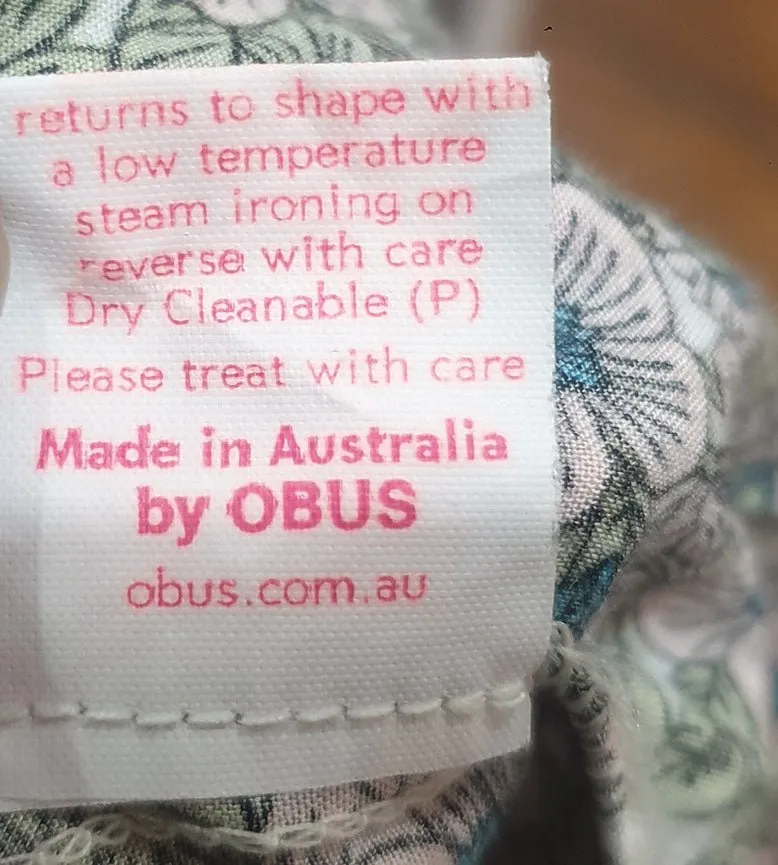 returns to shape with
a low temperature
steam ironing on
reverse with care
Dry Cleanable (P)
Please treat with care
Made in Australia
by OBUS
obus.com.au